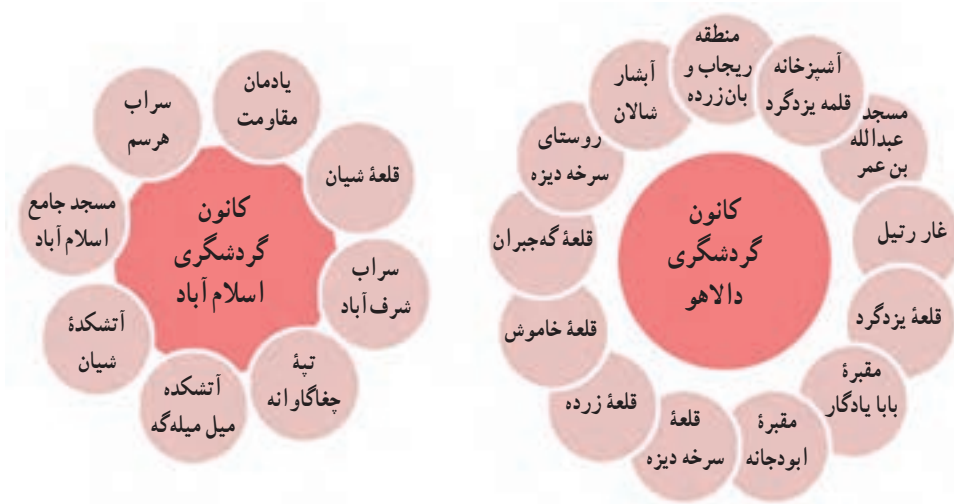 کانون
گردشگری
دالاهو
منطقه
ریجاب و
بان‌زرده
آشپزخانه
قلمه یزدگرد
مسجد
عبدالله
بن عمر
غار رتیل
قلعهٔ یزدگرد
مقبرهٔ
بابا یادگار
مقبرهٔ
ابودجانه
قلعهٔ
سرخه دیزه
قلعهٔ زرده
قلعهٔ خاموش
قلعهٔ گه‌جبران
روستای
سرخه دیزه
آبشار
شالان
کانون
گردشگری
اسلام آباد
یادمان
مقاومت
قلعهٔ شیان
سراب
شرف آباد
تپهٔ
چغاگاوانه
آتشکده
میل میله‌گه
آتشکدهٔ
شیان
مسجد جامع
اسلام آباد
سراب
هرسم